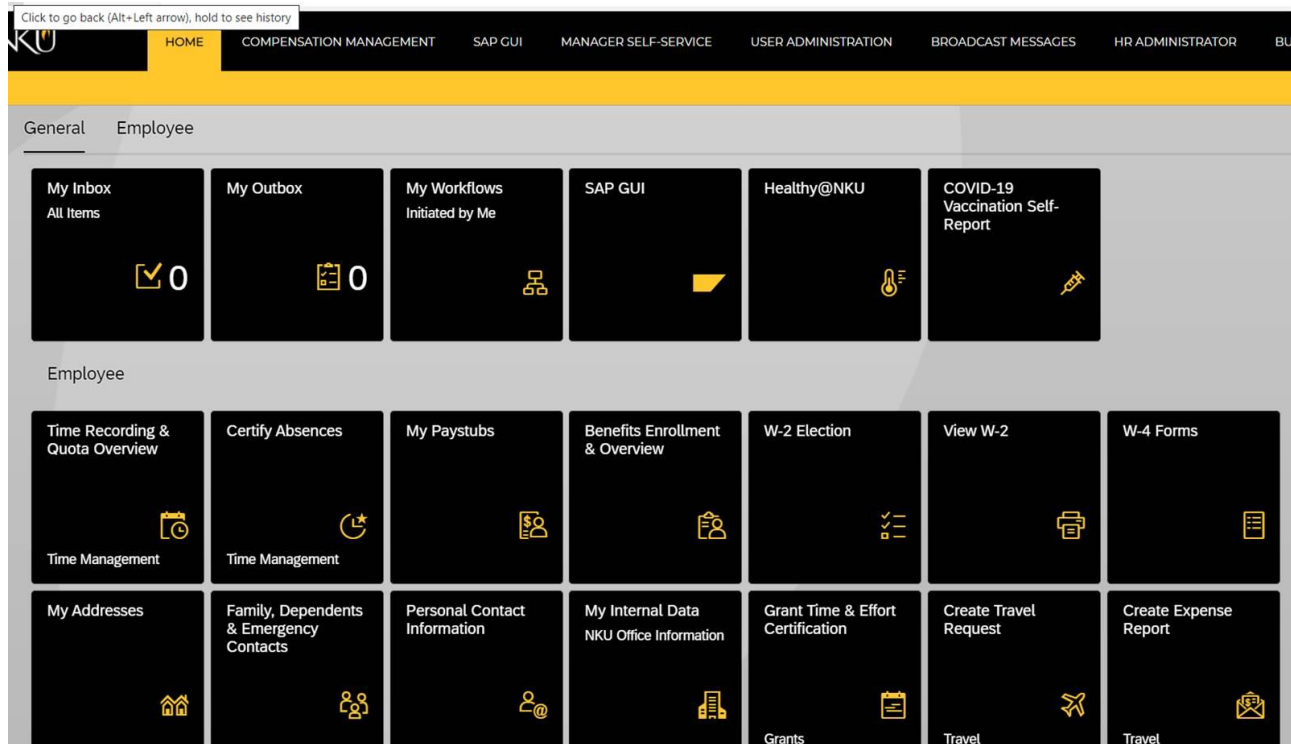 Click to go back (Alt+Left arrow), hold to see history
NKU
HOME
COMPENSATION MANAGEMENT
SAP GUI
MANAGER SELF-SERVICE
USER ADMINISTRATION
BROADCAST MESSAGES
HR ADMINISTRATOR
BU
General
Employee
My Inbox
All Items
0
My Outbox
0
My Workflows
Initiated by Me
SAP GUI
Healthy@NKU
COVID-19
Vaccination Self-
Report
Employee
Time Recording &
Quota Overview
Time Management
Certify Absences
Time Management
My Paystubs
Benefits Enrollment
& Overview
W-2 Election
View W-2
W-4 Forms
My Addresses
Family, Dependents
& Emergency
Contacts
Personal Contact
Information
My Internal Data
NKU Office Information
Grant Time & Effort
Certification
Grants
Create Travel
Request
Travel
Create Expense
Report
Travel